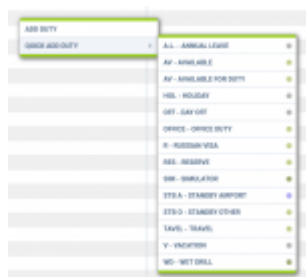 ADD DUTY
QUICK ADD DUTY
A-L - ANNUAL LEAVE
AV - AVAILABLE
AV - AVAILABLE FOR DUTY
HOL - HOLIDAY
OFF - DAY OFF
OFFICE - OFFICE DUTY
R - RUSSIAN VISA
RES - RESERVE
SIM - SIMULATOR
STB A - STANDBY AIRPORT
STB O - STANDBY OTHER
TAVEL - TRAVEL
V - VACATION
WD - WET DRILL